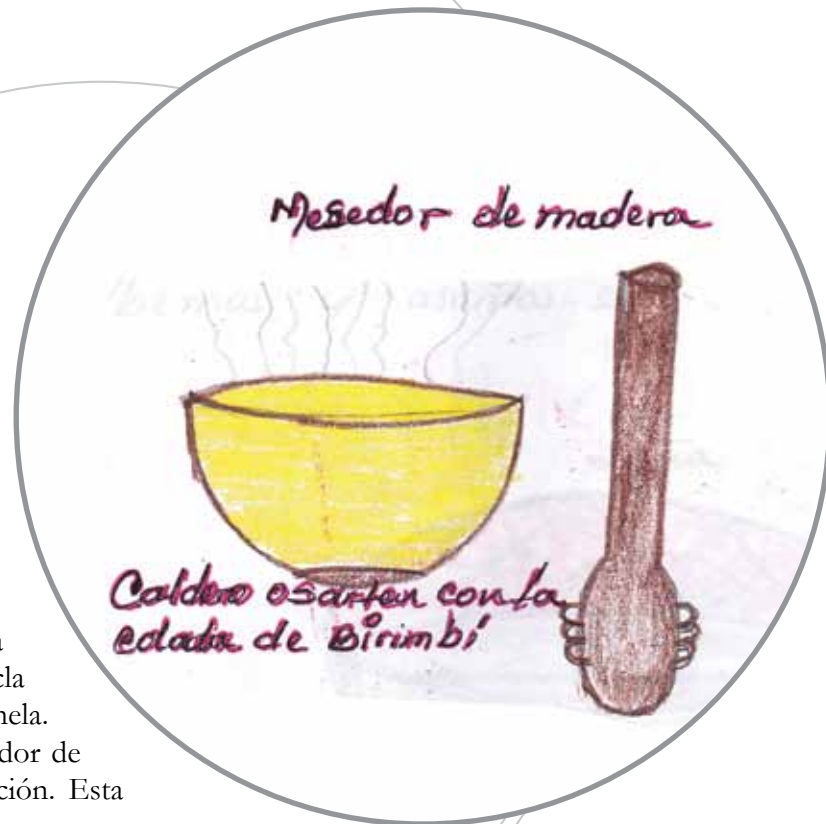 Mesedor de madera
Caldero osarten con la
colada de Birimbí
a
cla
nela.
dor de
ción. Esta